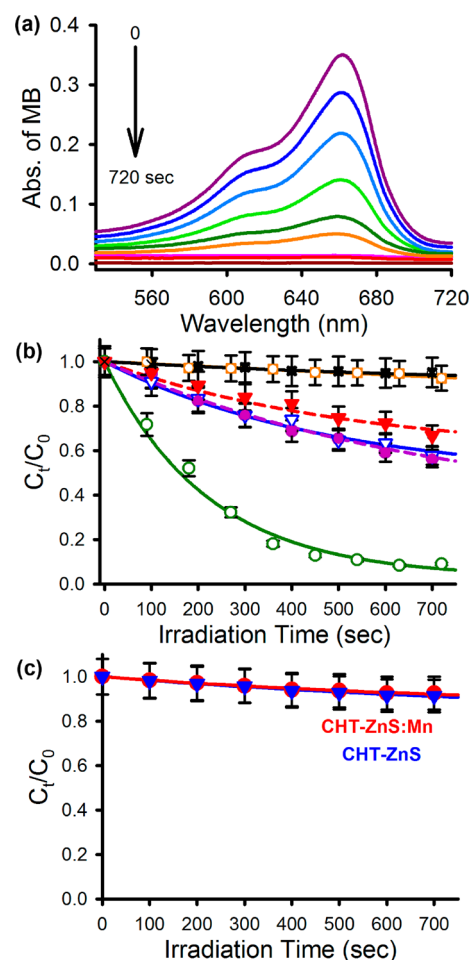 (a)
0
720 sec
Abs. of MB
0.4
0.3
0.2
0.1
0.0
560 600 640 680 720
Wavelength (nm)
(b)
Ct/C0
1.0
0.8
0.6
0.4
0.2
0.0
0 100 200 300 400 500 600 700
Irradiation Time (sec)
(c)
Ct/C0
1.0
0.8
0.6
0.4
0.2
0.0
CHT-ZnS:Mn
CHT-ZnS
0 100 200 300 400 500 600 700
Irradiation Time (sec)